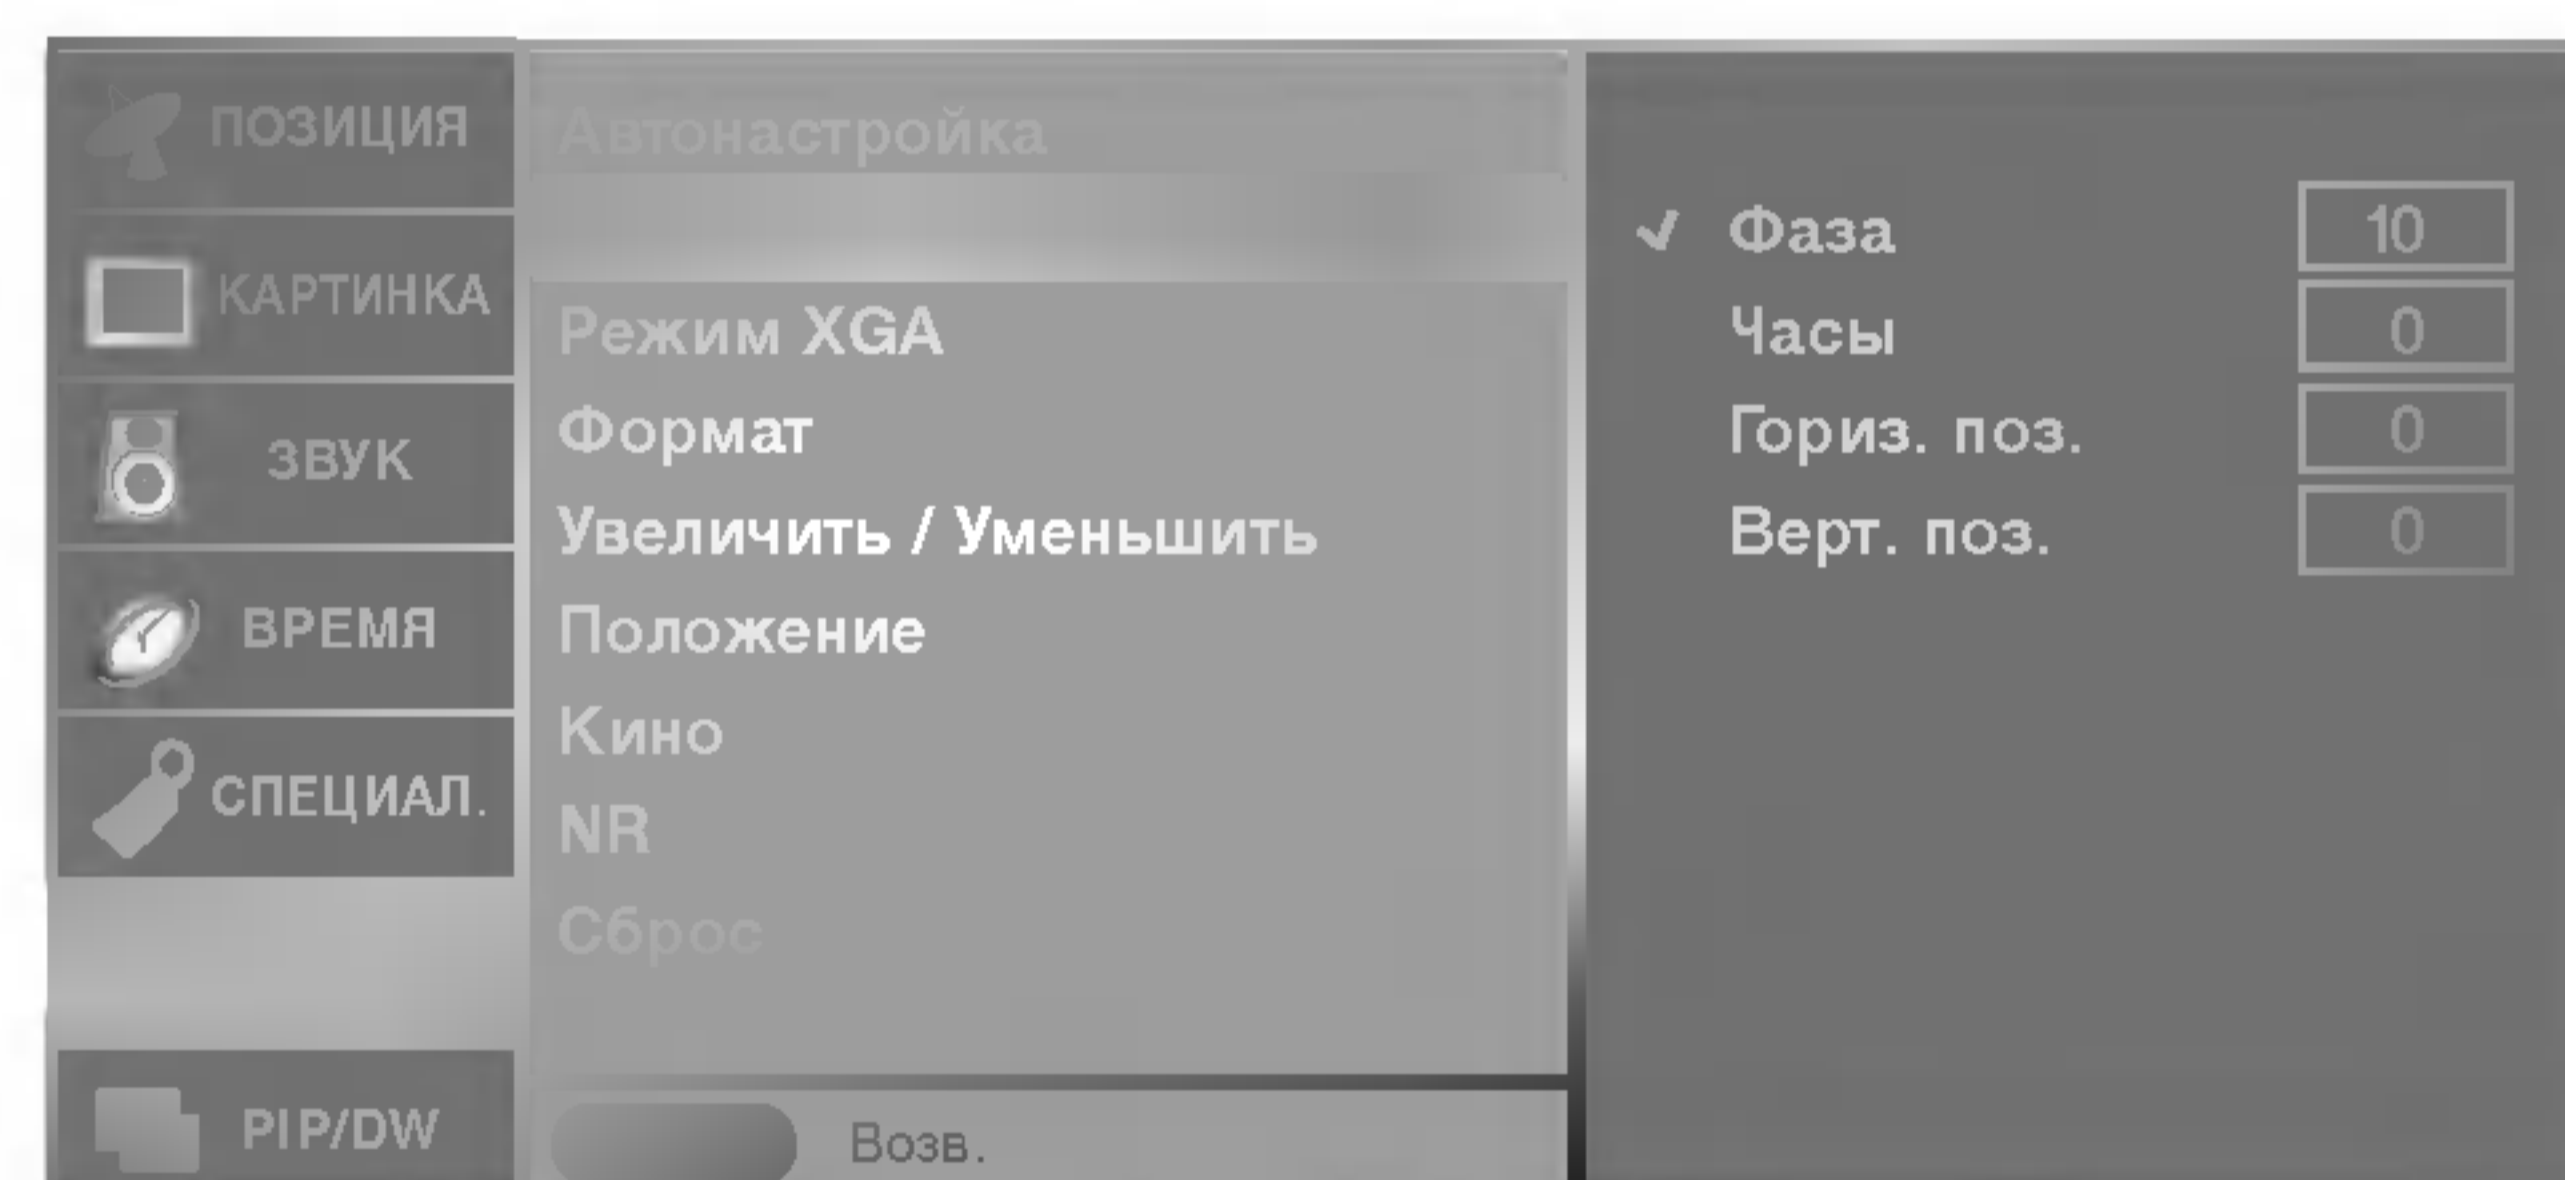 ПОЗИЦИЯ
КАРТИНКА
ЗВУК
ВРЕМЯ
СПЕЦИАЛ.
PIP/DW
Автонастройка
Режим XGA
Формат
Увеличить / Уменьшить
Положение
Кино
NR
Сброс
Возв.
✓ Фаза 10
Часы 0
Гориз. поз. 0
Верт. поз. 0